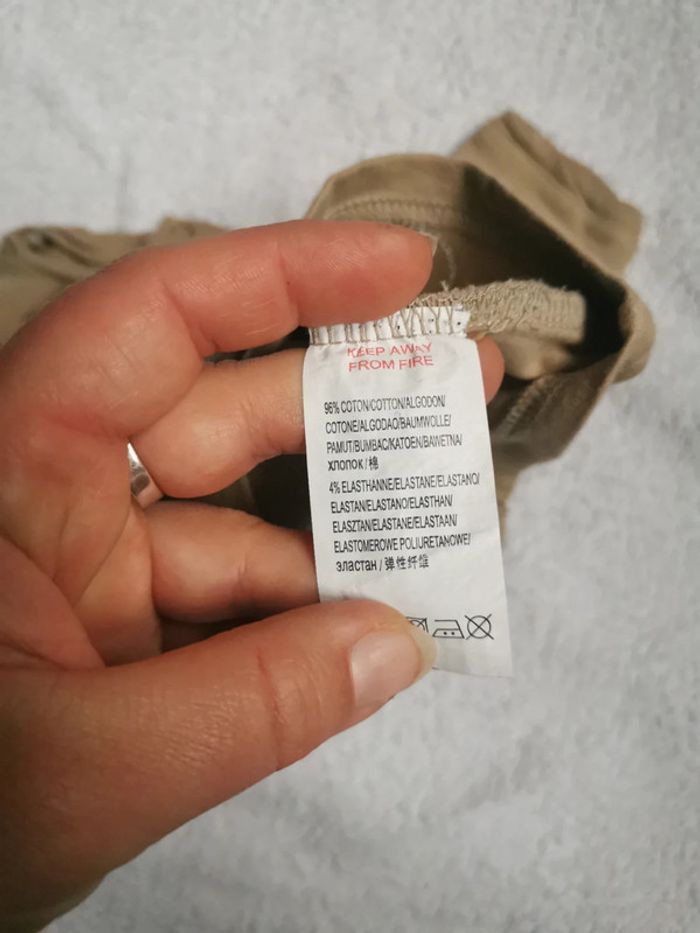 KEEP AWAY
FROM FIRE
96% COTON/COTTON/ALGODON/
COTONE/ALGODAO/BAUMWOLLE/
PAMUT/BUMBAC/KATOEN/BAWETNA/
хлопок / 棉
4% ELASTHANNE/ELASTANE/ELASTANO/
ELASTAN/ELASTANO/ELASTHAN/
ELASZTAN/ELASTANE/ELASTAAN/
ELASTOMEROWE POLIURETANOWE/
эластан / 弹性纤维